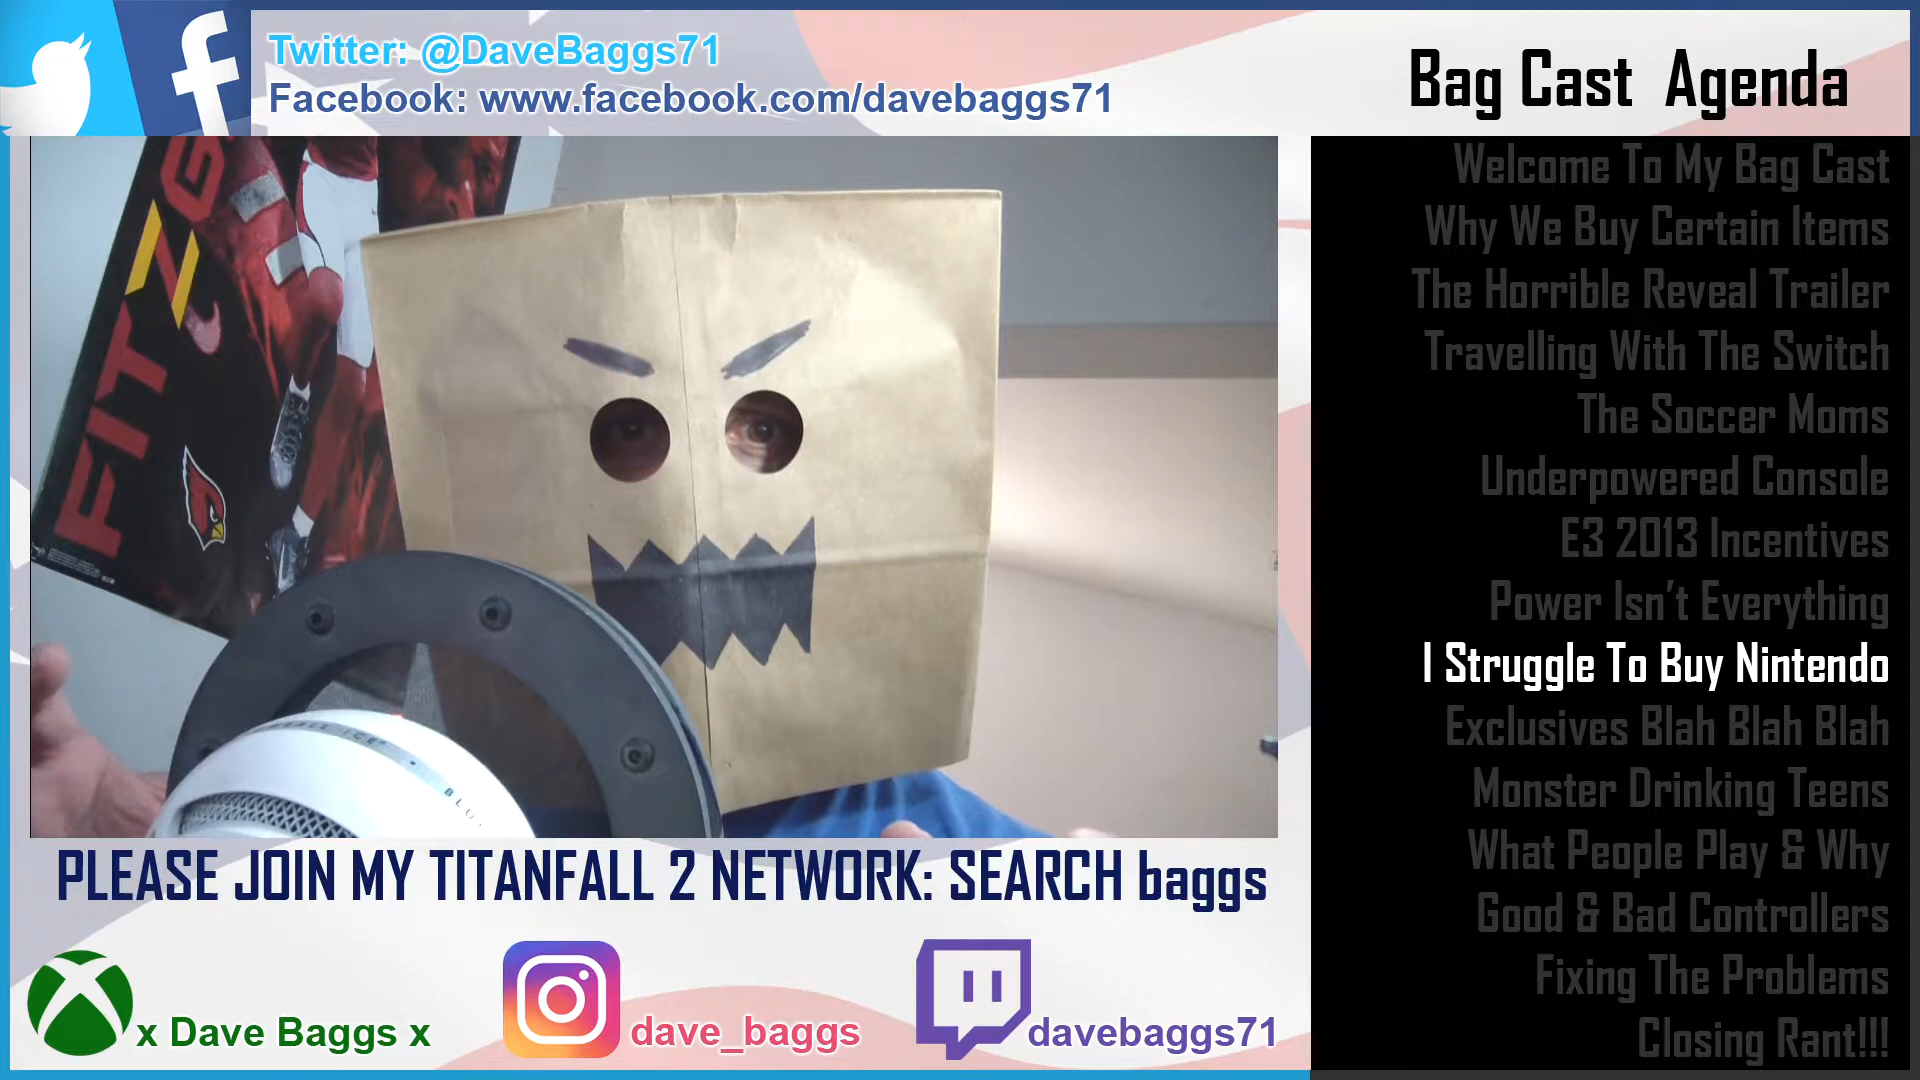 Twitter: @DaveBaggs71
Facebook: www.facebook.com/davebaggs71
Bag Cast Agenda
Welcome To My Bag Cast
Why We Buy Certain Items
The Horrible Reveal Trailer
Travelling With The Switch
The Soccer Moms
Underpowered Console
E3 2013 Incentives
Power Isn't Everything
I Struggle To Buy Nintendo
Exclusives Blah Blah Blah
Monster Drinking Teens
What People Play & Why
Good & Bad Controllers
Fixing The Problems
Closing Rant!!!
FITZG
PLEASE JOIN MY TITANFALL 2 NETWORK: SEARCH baggs
x Dave Baggs x
dave_baggs
davebaggs71